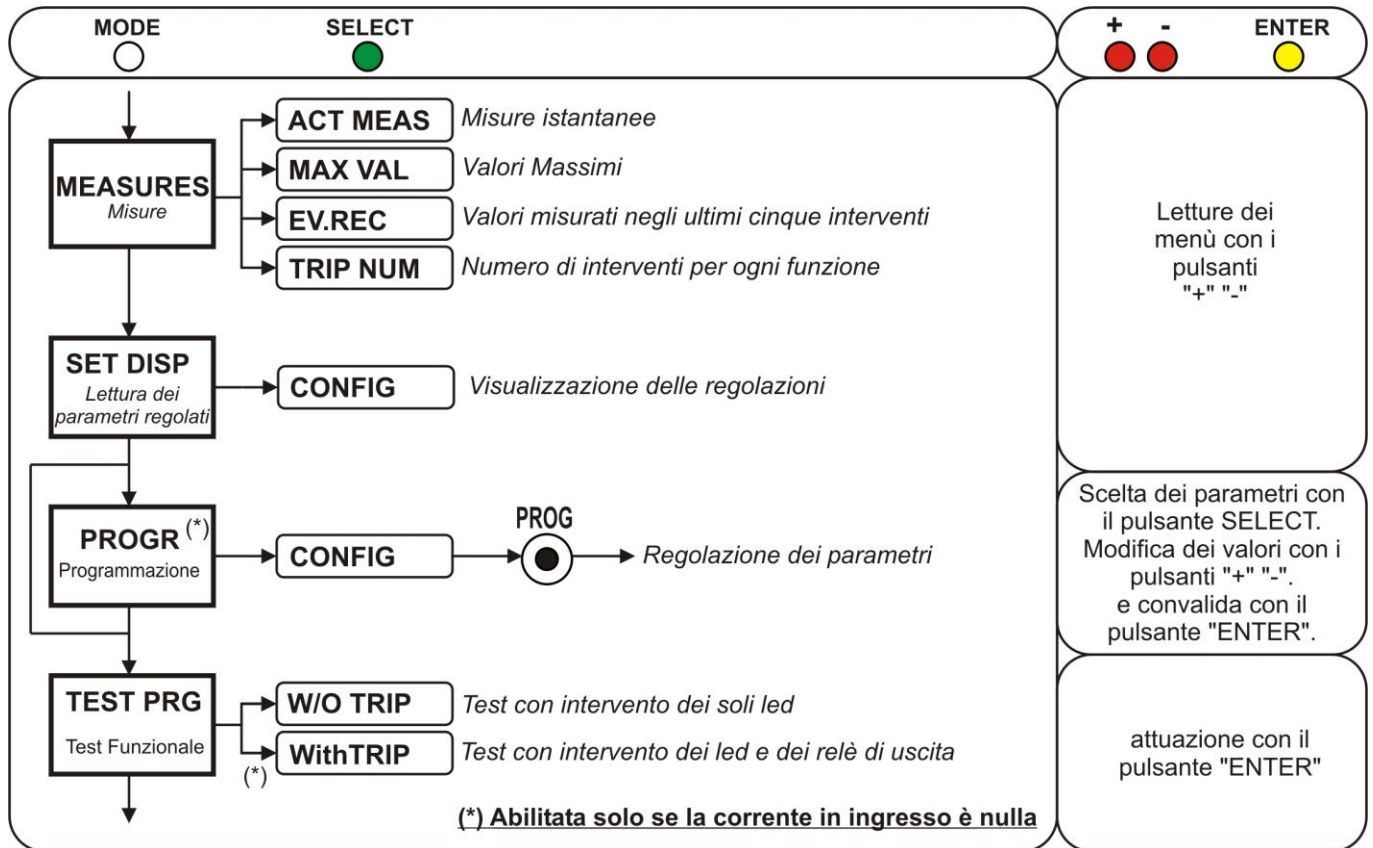 MODE
SELECT
+ -
ENTER
MEASURES
Misure
ACT MEAS
Misure istantanee
MAX VAL
Valori Massimi
EV.REC
Valori misurati negli ultimi cinque interventi
TRIP NUM
Numero di interventi per ogni funzione
Letture dei
menù con i
pulsanti
"+" "-"
SET DISP
Lettura dei
parametri regolati
CONFIG
Visualizzazione delle regolazioni
PROGR (*)
Programmazione
CONFIG
PROG
Regolazione dei parametri
Scelta dei parametri con
il pulsante SELECT.
Modifica dei valori con i
pulsanti "+" "-".
e convalida con il
pulsante "ENTER".
TEST PRG
Test Funzionale
W/O TRIP
Test con intervento dei soli led
(*)
WithTRIP
Test con intervento dei led e dei relè di uscita
attuazione con il
pulsante "ENTER"
(*) Abilitata solo se la corrente in ingresso è nulla